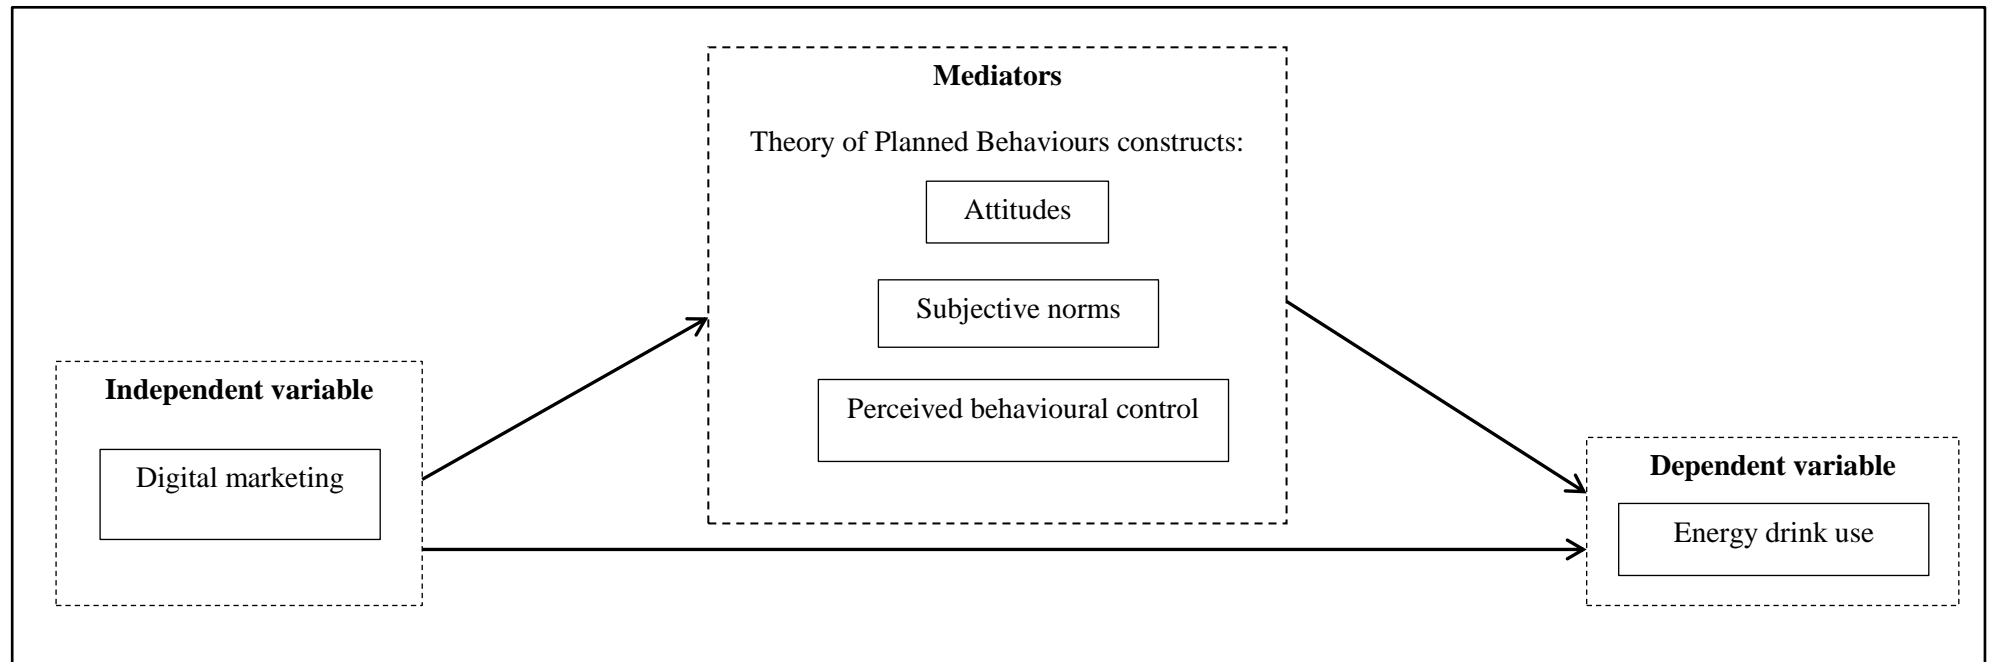 Mediators
Theory of Planned Behaviours constructs:
Attitudes
Subjective norms
Perceived behavioural control
Independent variable
Digital marketing
Dependent variable
Energy drink use